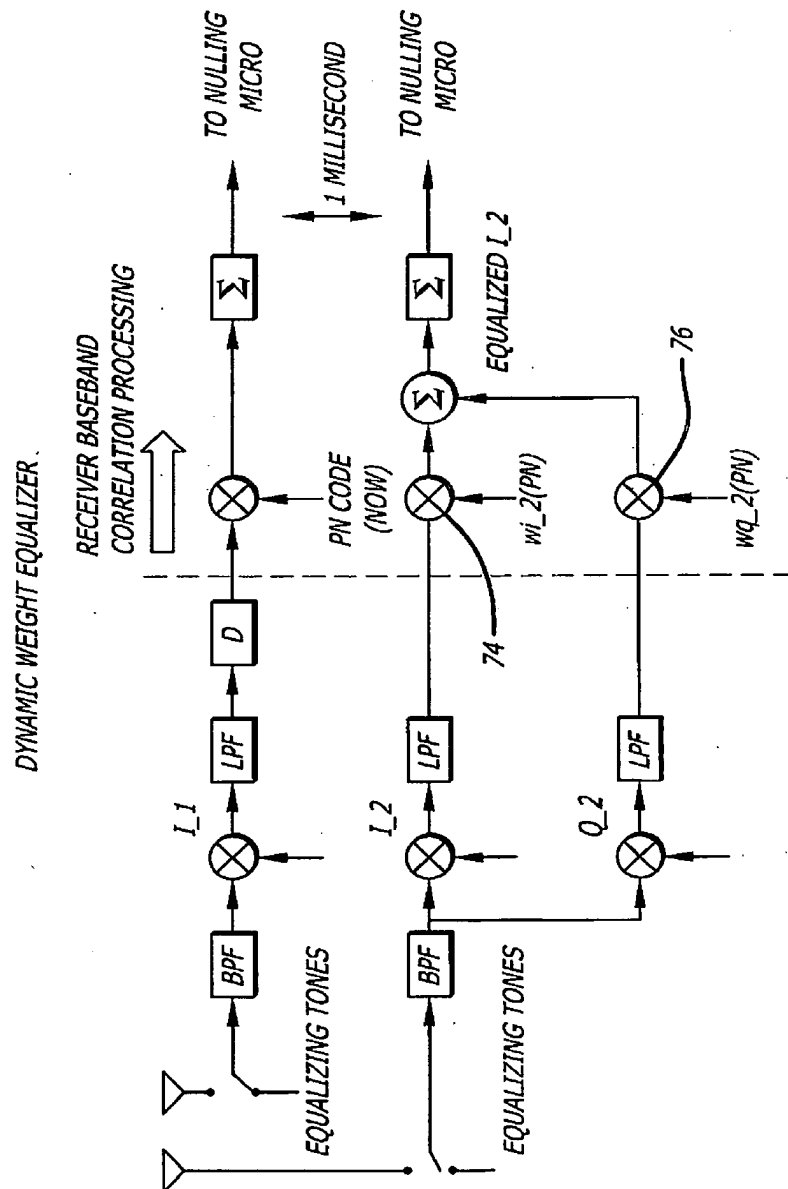 DYNAMIC WEIGHT EQUALIZER.
RECEIVER BASEBAND
CORRELATION PROCESSING
EQUALIZING TONES
BPF
I_1
LPF
D
PN CODE
(NOW)
Σ
TO NULLING
MICRO
1 MILLISECOND
EQUALIZING TONES
BPF
I_2
LPF
74
wi_2(PN)
Σ
EQUALIZED I_2
Σ
TO NULLING
MICRO
Q_2
LPF
wq_2(PN)
76